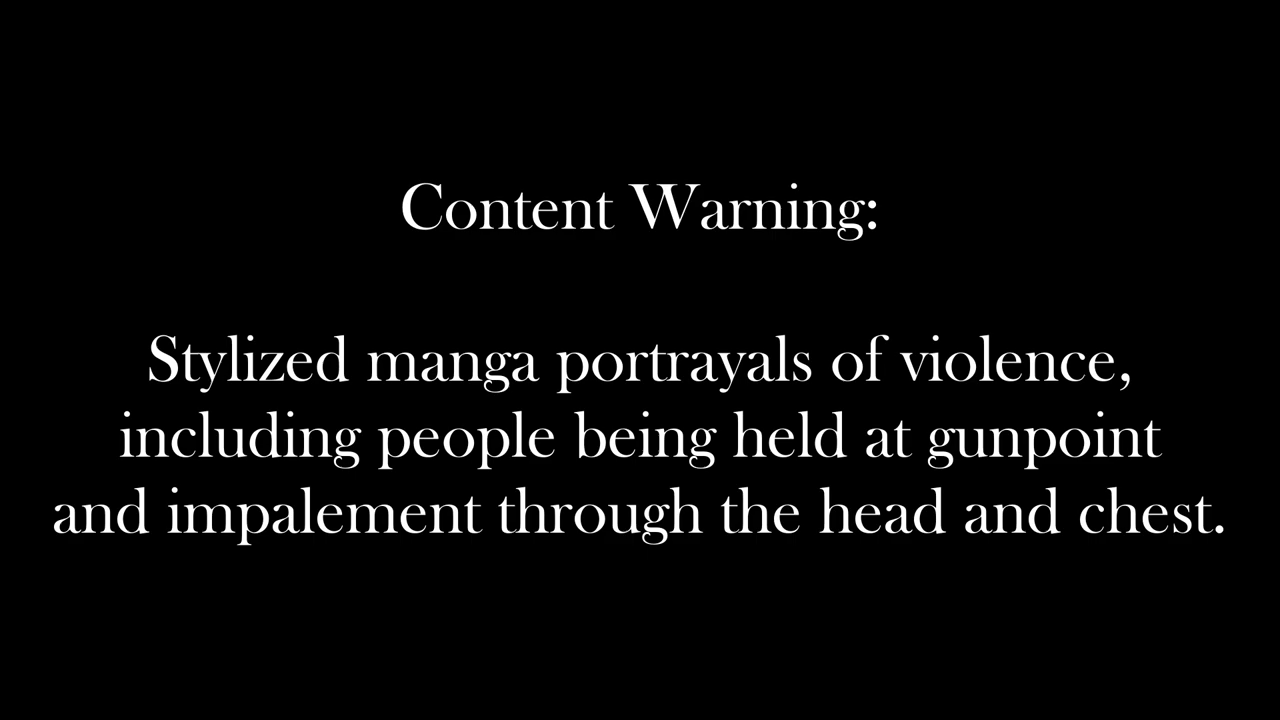 Content Warning:
Stylized manga portrayals of violence,
including people being held at gunpoint
and impalement through the head and chest.